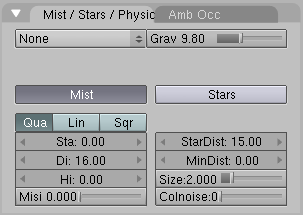 Mist / Stars / Physic Amb Occ
None Grav 9.80
Mist Stars
Qua Lin Sqr
Sta: 0.00 StarDist: 15.00
Di: 16.00 MinDist: 0.00
Hi: 0.00 Size:2.000
Misi 0.000 Colnoise:0